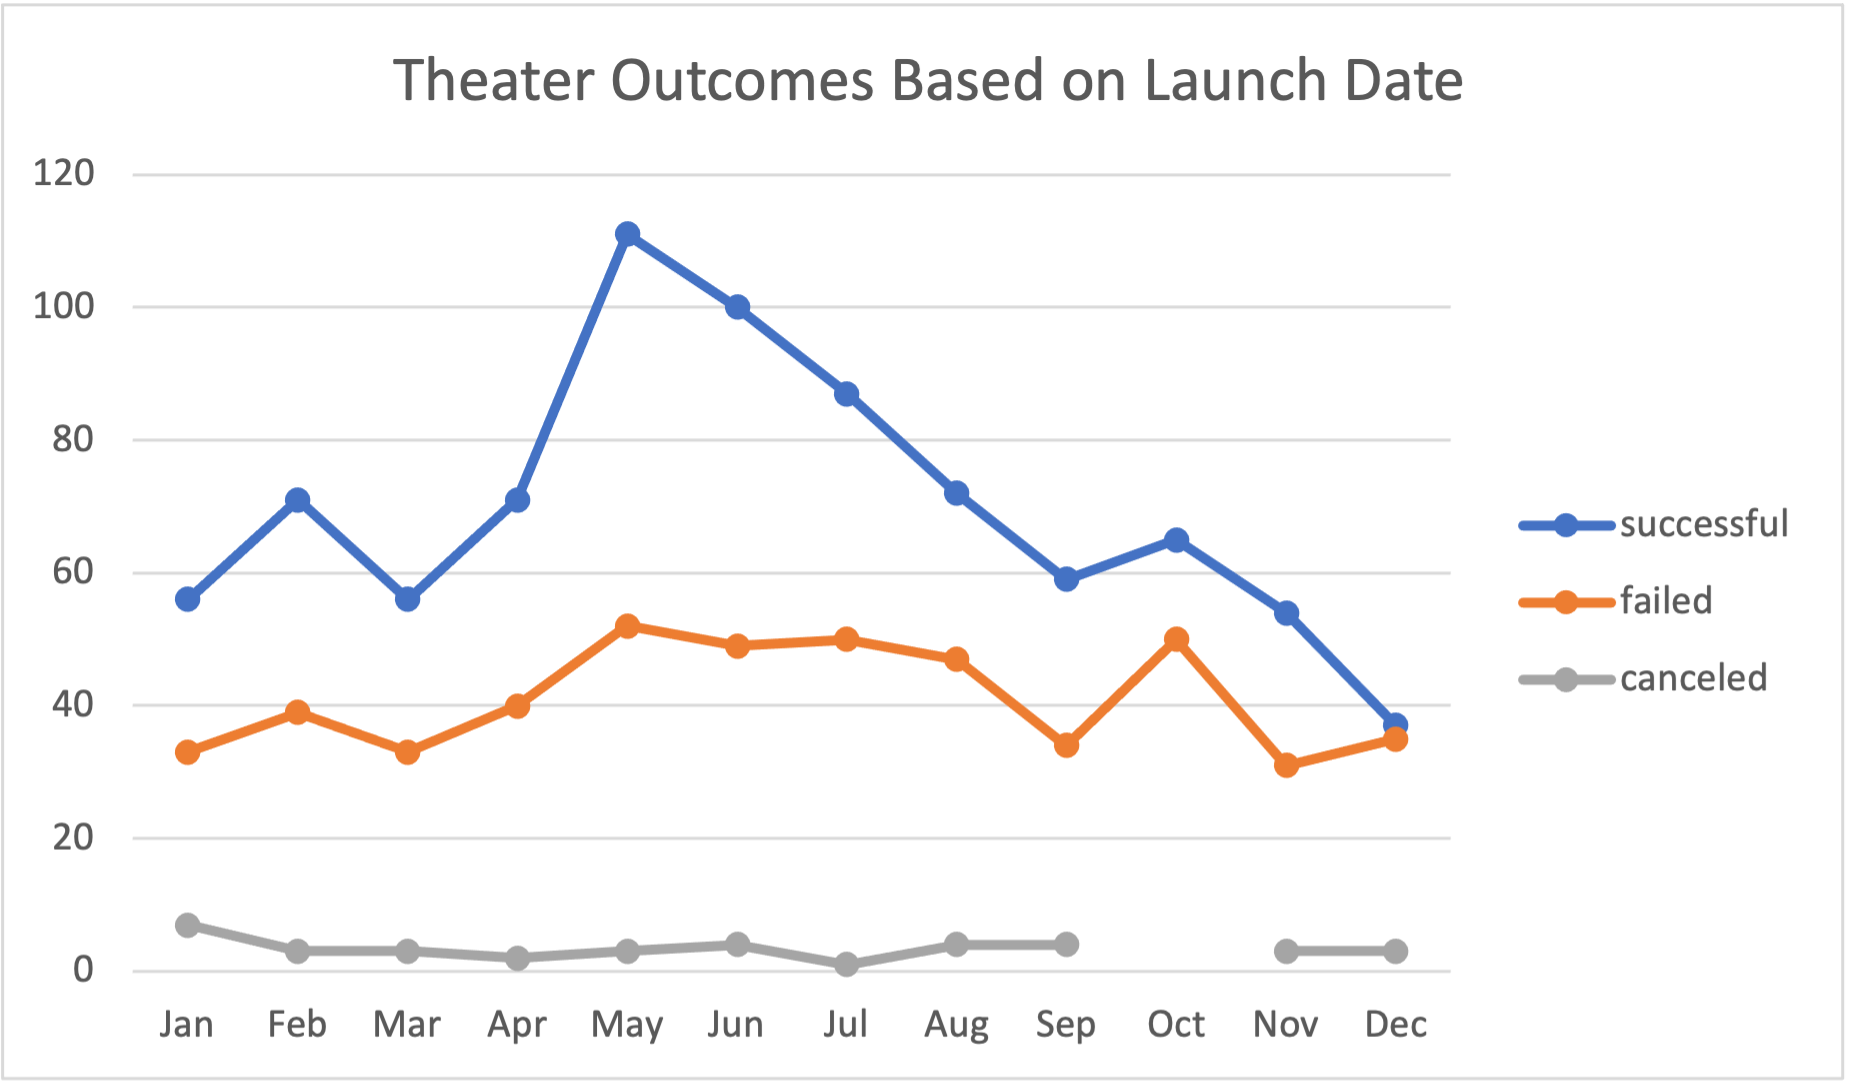 Theater Outcomes Based on Launch Date
120
100
80
60
40
20
0
Jan Feb Mar Apr May Jun Jul Aug Sep Oct Nov Dec
successful
failed
canceled